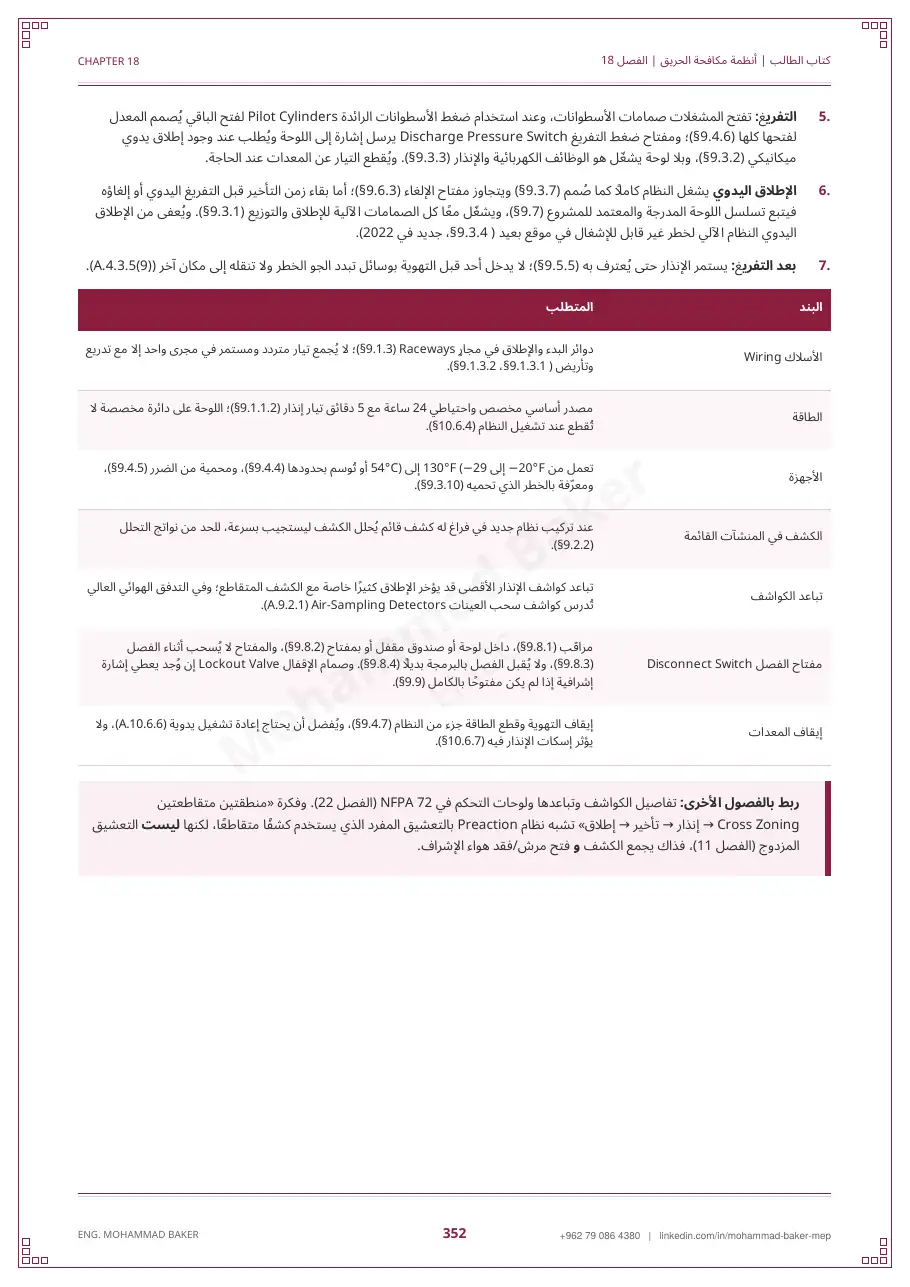 كتاب الطالب | أنظمة مكافحة الحريق | الفصل 18
CHAPTER 18
5. التفريغ: تفتح المشغلات صمامات الأسطوانات، وعند استخدام ضغط الأسطوانات الرائدة Pilot Cylinders لفتح الباقي يُصمم المعدل
لفتحها كلها (§9.4.6)؛ ومفتاح ضغط التفريغ Discharge Pressure Switch يرسل إشارة إلى اللوحة ويُطلب عند وجود إطلاق يدوي
ميكانيكي (§9.3.2)، وبلا لوحة يشغّل هو الوظائف الكهربائية والإنذار (§9.3.3). ويُقطع التيار عن المعدات عند الحاجة.
6. الإطلاق اليدوي يشغل النظام كاملًا كما صُمم (§9.3.7) ويتجاوز مفتاح الإلغاء (§9.6.3)؛ أما بقاء زمن التأخير قبل التفريغ اليدوي أو إلغاؤه
فيتبع تسلسل اللوحة المدرجة والمعتمد للمشروع (§9.7)، ويشغّل معًا كل الصمامات الآلية للإطلاق والتوزيع (§9.3.1). ويُعفى من الإطلاق
اليدوي النظام الآلي لخطر غير قابل للإشغال في موقع بعيد ( §9.3.4، جديد في 2022).
7. بعد التفريغ: يستمر الإنذار حتى يُعترف به (§9.5.5)؛ لا يدخل أحد قبل التهوية بوسائل تبدد الجو الخطر ولا تنقله إلى مكان آخر (A.4.3.5(9)).
البند
المتطلب
الأسلاك Wiring
دوائر البدء والإطلاق في مجارٍ Raceways (§9.1.3)؛ لا يُجمع تيار متردد ومستمر في مجرى واحد إلا مع تدريع
وتأريض ( §9.1.3.1، §9.1.3.2).
الطاقة
مصدر أساسي مخصص واحتياطي 24 ساعة مع 5 دقائق تيار إنذار (§9.1.1.2)؛ اللوحة على دائرة مخصصة لا
تُقطع عند تشغيل النظام (§10.6.4).
الأجهزة
تعمل من −20°F إلى 130°F (−29 إلى 54°C) أو تُوسم بحدودها (§9.4.4)، ومحمية من الضرر (§9.4.5)،
ومعرّفة بالخطر الذي تحميه (§9.3.10).
الكشف في المنشآت القائمة
عند تركيب نظام جديد في فراغ له كشف قائم يُحلل الكشف ليستجيب بسرعة، للحد من نواتج التحلل
(§9.2.2).
تباعد الكواشف
تباعد كواشف الإنذار الأقصى قد يؤخر الإطلاق كثيرًا خاصة مع الكشف المتقاطع؛ وفي التدفق الهوائي العالي
تُدرس كواشف سحب العينات Air-Sampling Detectors (A.9.2.1).
مفتاح الفصل Disconnect Switch
مراقَب (§9.8.1)، داخل لوحة أو صندوق مقفل أو بمفتاح (§9.8.2)، والمفتاح لا يُسحب أثناء الفصل
(§9.8.3)، ولا يُقبل الفصل بالبرمجة بديلًا (§9.8.4). وصمام الإقفال Lockout Valve إن وُجد يعطي إشارة
إشرافية إذا لم يكن مفتوحًا بالكامل (§9.9).
إيقاف المعدات
إيقاف التهوية وقطع الطاقة جزء من النظام (§9.4.7)، ويُفضل أن يحتاج إعادة تشغيل يدوية (A.10.6.6)، ولا
يؤثر إسكات الإنذار فيه (§10.6.7).
ربط بالفصول الأخرى: تفاصيل الكواشف وتباعدها ولوحات التحكم في NFPA 72 (الفصل 22). وفكرة «منطقتين متقاطعتين
Cross Zoning → إنذار → تأخير → إطلاق» تشبه نظام Preaction بالتعشيق المفرد الذي يستخدم كشفًا متقاطعًا، لكنها ليست التعشيق
المزدوج (الفصل 11)، فذاك يجمع الكشف و فتح مرش/فقد هواء الإشراف.
Mohammad Baker
ENG. MOHAMMAD BAKER
352
+962 79 086 4380 | linkedin.com/in/mohammad-baker-mep